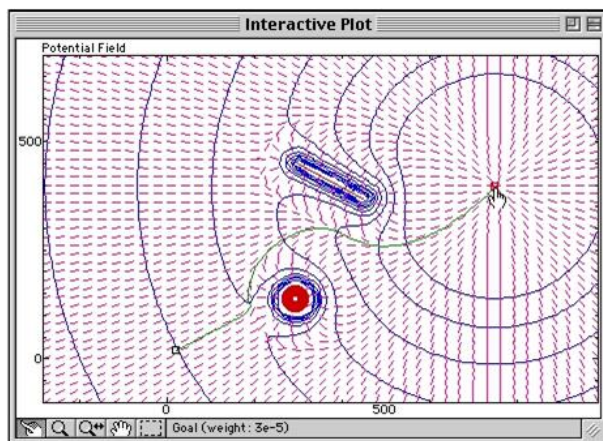 Interactive Plot
Potential Field
500
0
0
500
Goal (weight: 3e-5)